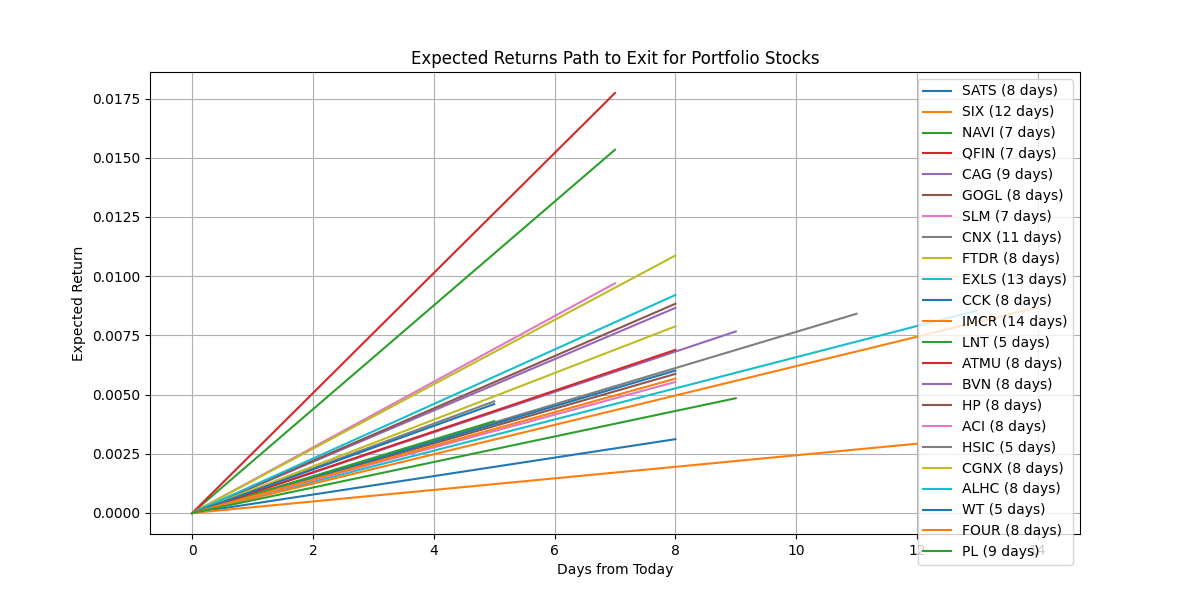 Expected Returns Path to Exit for Portfolio Stocks
Expected Return
0.0175
0.0150
0.0125
0.0100
0.0075
0.0050
0.0025
0.0000
0 2 4 6 8 10 12 14
Days from Today
SATS (8 days)
SIX (12 days)
NAVI (7 days)
QFIN (7 days)
CAG (9 days)
GOGL (8 days)
SLM (7 days)
CNX (11 days)
FTDR (8 days)
EXLS (13 days)
CCK (8 days)
IMCR (14 days)
LNT (5 days)
ATMU (8 days)
BVN (8 days)
HP (8 days)
ACI (8 days)
HSIC (5 days)
CGNX (8 days)
ALHC (8 days)
WT (5 days)
FOUR (8 days)
PL (9 days)